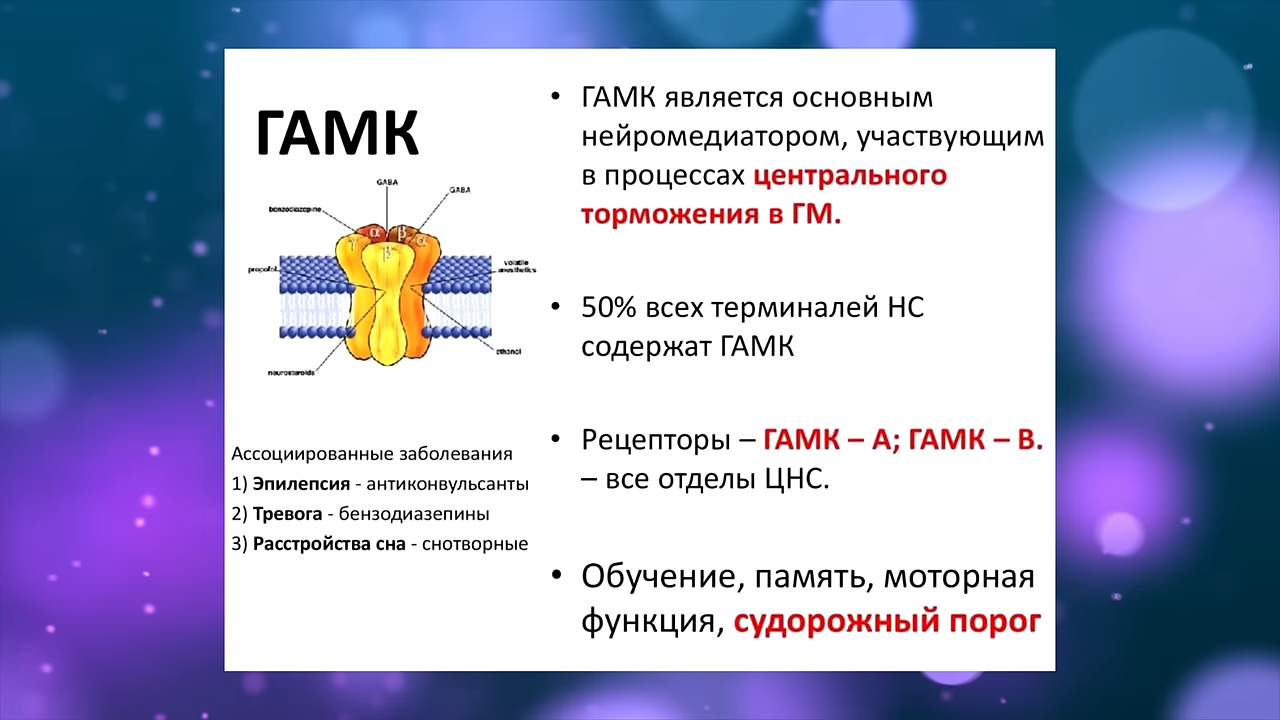 ГАМК
GABA
GABA
benzodiazepine
γ
α
β
α
β
propofol
volatile
anesthetics
ethanol
neurosteroids
Ассоциированные заболевания
1) Эпилепсия - антиконвульсанты
2) Тревога - бензодиазепины
3) Расстройства сна - снотворные
• ГАМК является основным
нейромедиатором, участвующим
в процессах центрального
торможения в ГМ.
• 50% всех терминалей НС
содержат ГАМК
• Рецепторы – ГАМК – А; ГАМК – В.
– все отделы ЦНС.
• Обучение, память, моторная
функция, судорожный порог